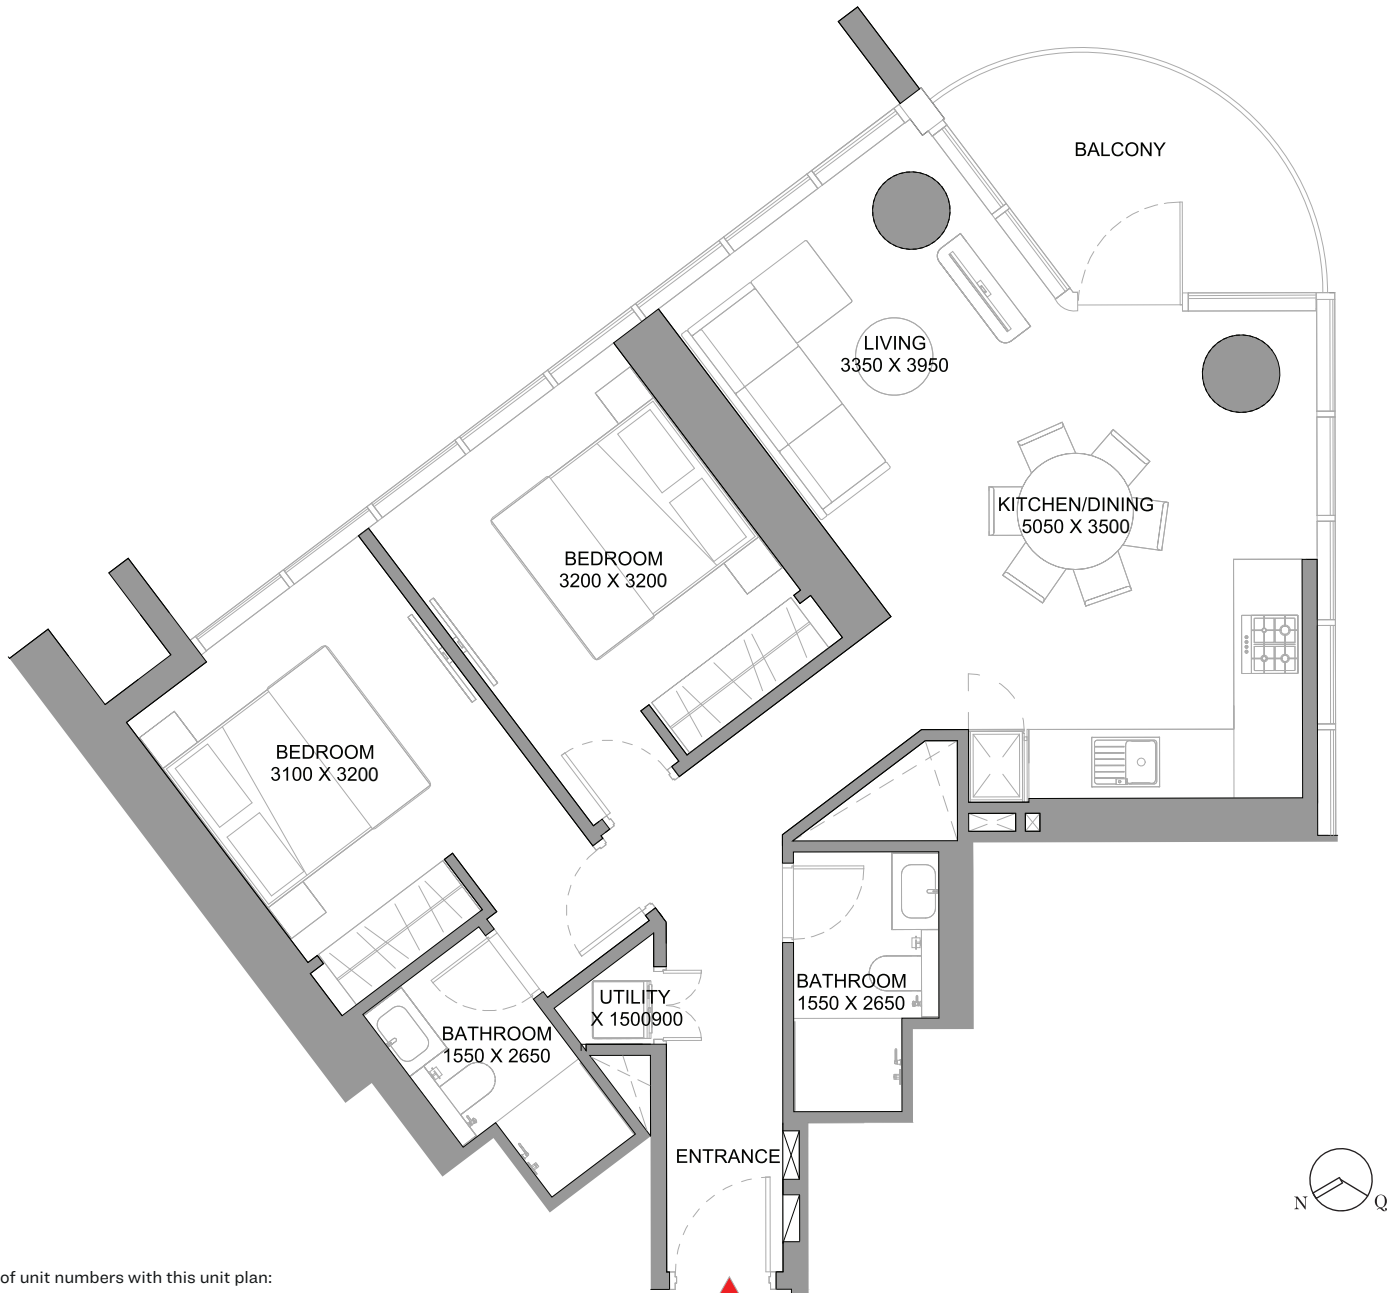 BALCONY
LIVING
3350 X 3950
KITCHEN/DINING
5050 X 3500
BEDROOM
3200 X 3200
BEDROOM
3100 X 3200
BATHROOM
1550 X 2650
UTILITY
X 1500900
BATHROOM
1550 X 2650
N
ENTRANCE
N Q
of unit numbers with this unit plan: